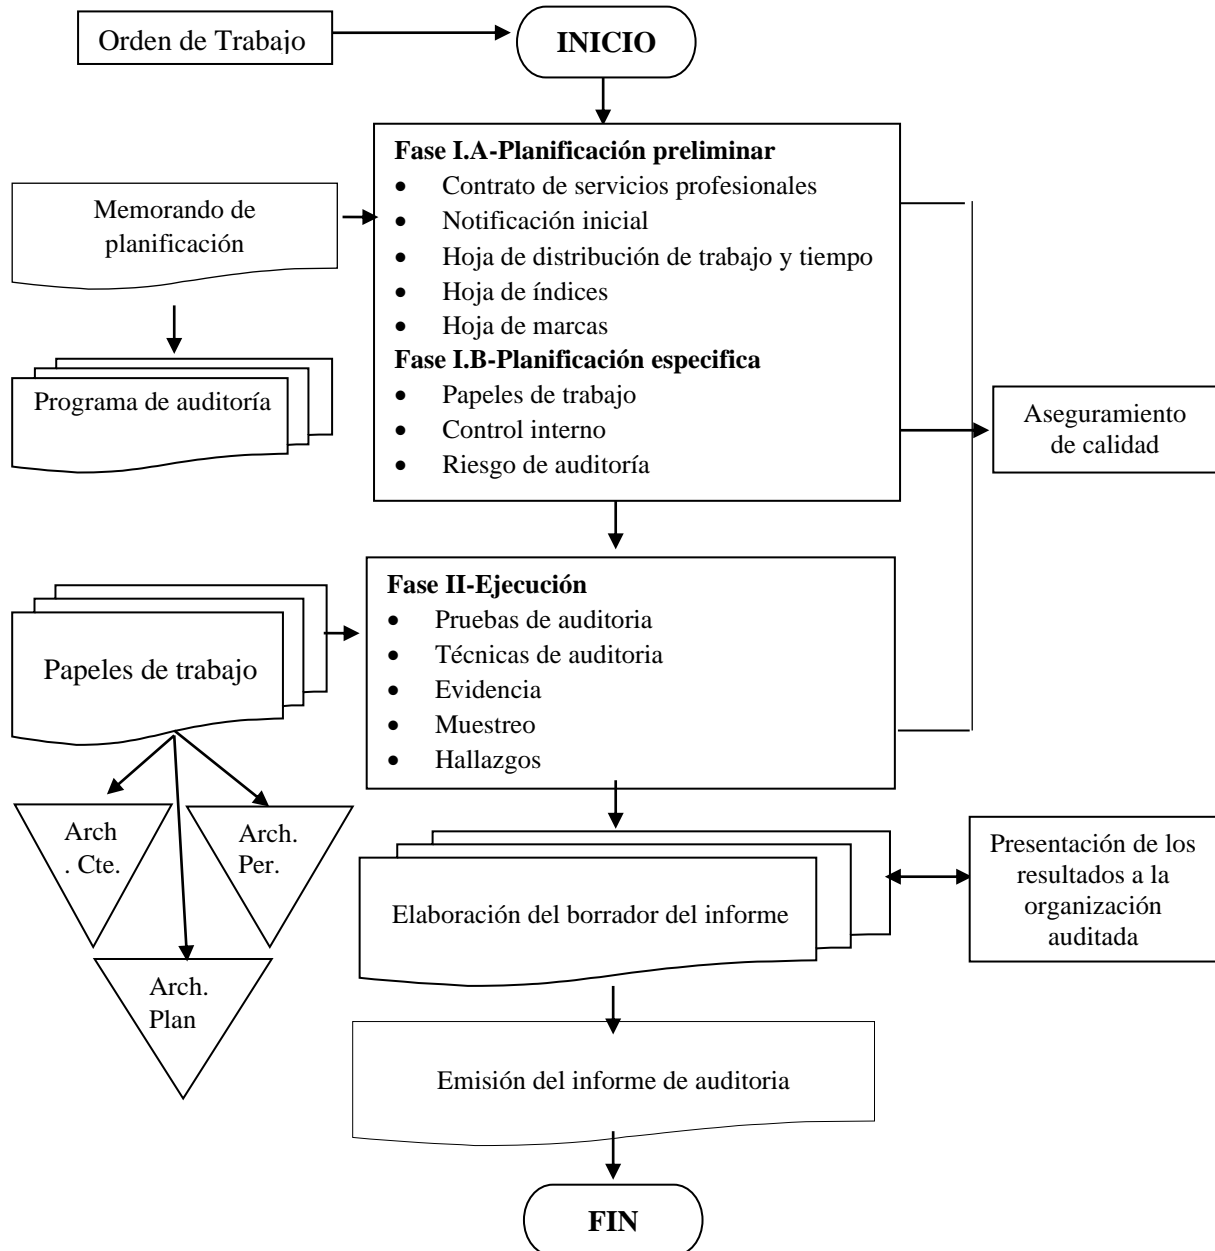 Orden de Trabajo
INICIO
Fase I.A-Planificación preliminar
• Contrato de servicios profesionales
• Notificación inicial
• Hoja de distribución de trabajo y tiempo
• Hoja de índices
• Hoja de marcas
Fase I.B-Planificación especifica
• Papeles de trabajo
• Control interno
• Riesgo de auditoría
Memorando de
planificación
Programa de auditoría
Aseguramiento
de calidad
Fase II-Ejecución
• Pruebas de auditoria
• Técnicas de auditoria
• Evidencia
• Muestreo
• Hallazgos
Papeles de trabajo
Arch
. Cte.
Arch.
Per.
Arch.
Plan
Elaboración del borrador del informe
Presentación de los
resultados a la
organización
auditada
Emisión del informe de auditoria
FIN